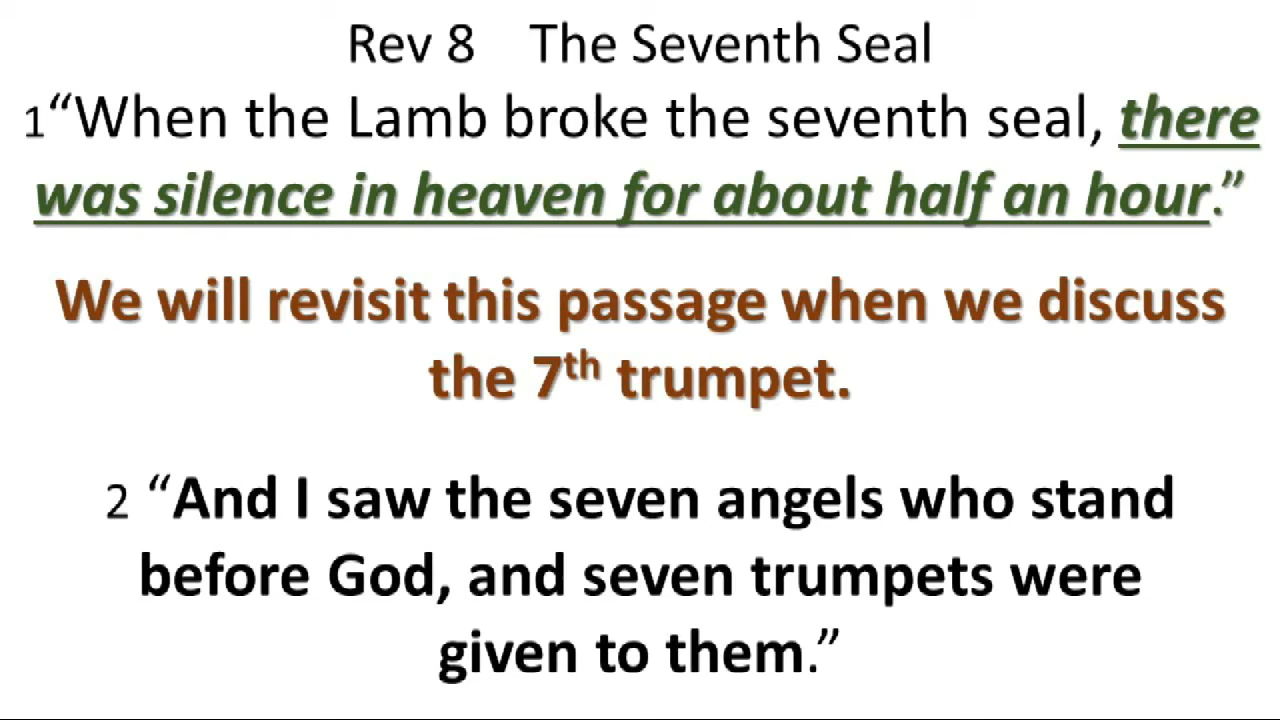 Rev 8 The Seventh Seal
1“When the Lamb broke the seventh seal, there
was silence in heaven for about half an hour.”
We will revisit this passage when we discuss
the 7th trumpet.
2 “And I saw the seven angels who stand
before God, and seven trumpets were
given to them.”